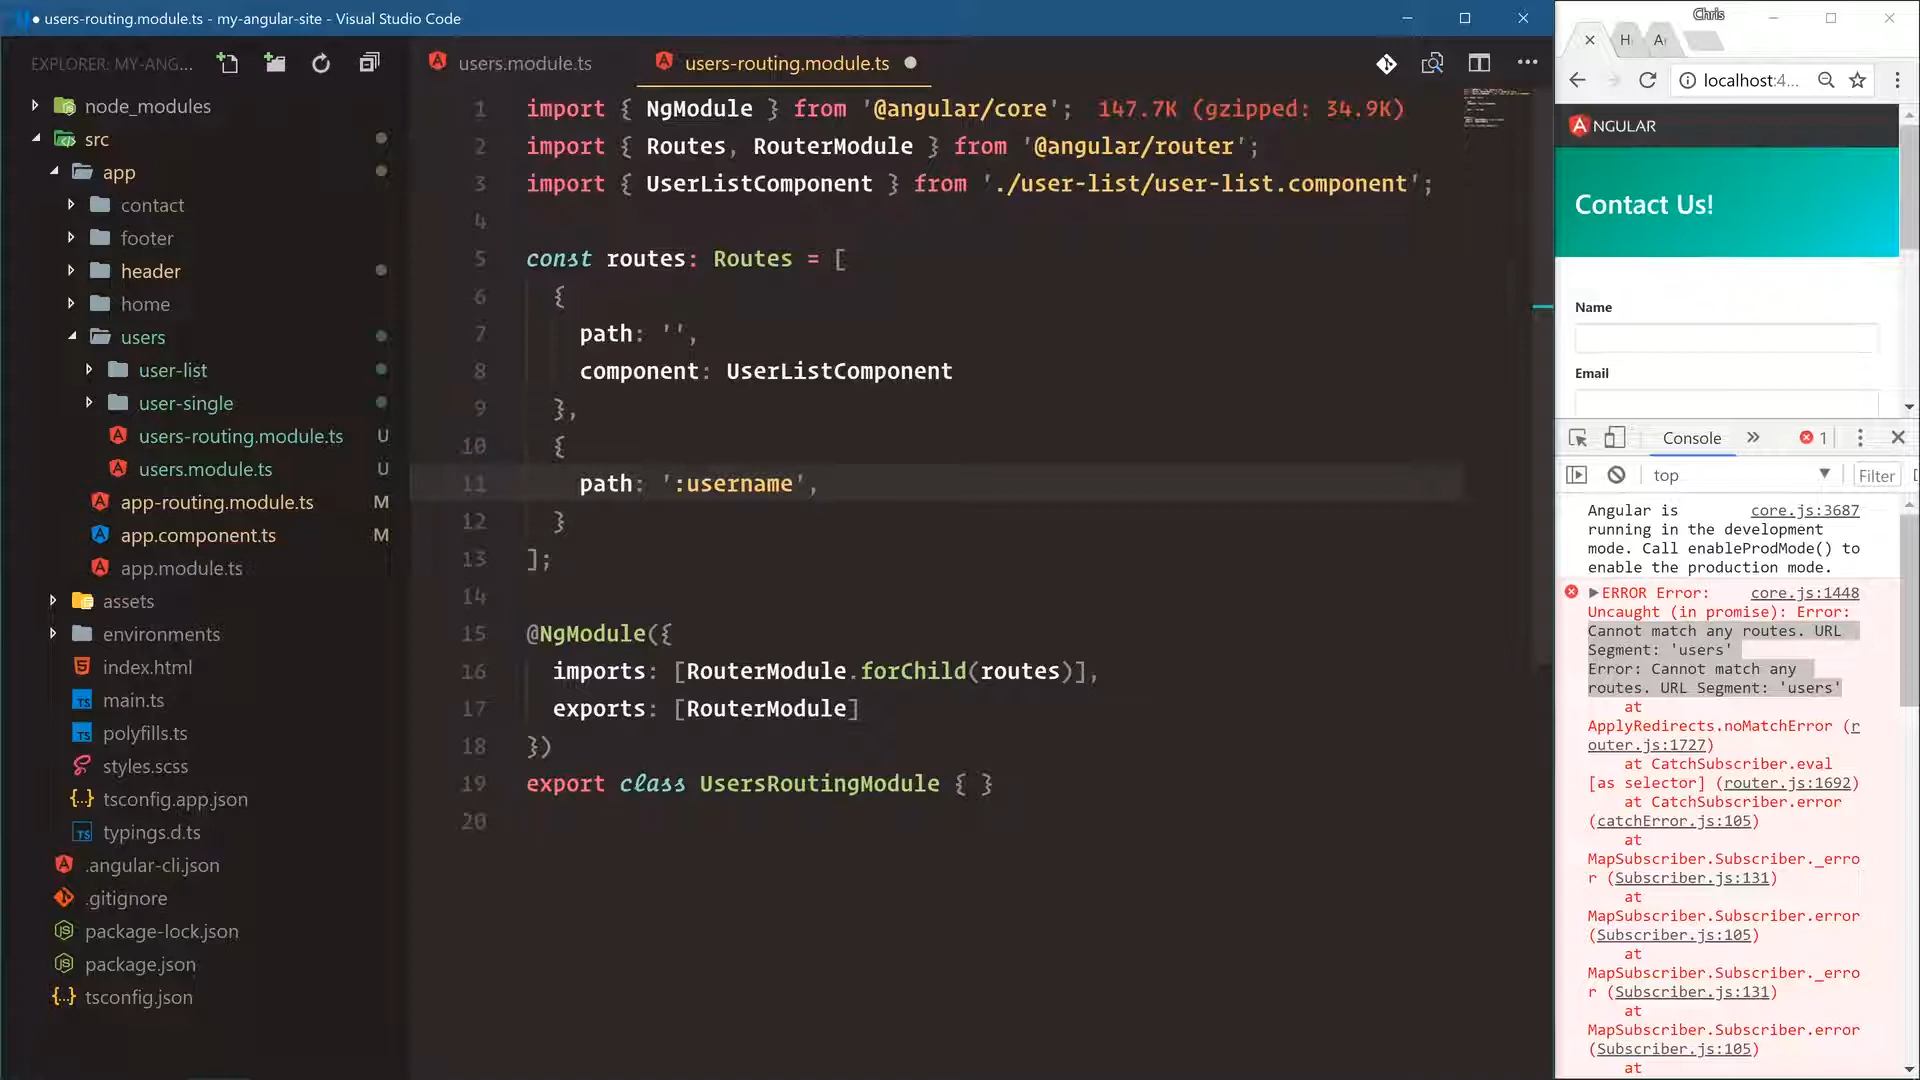 users-routing.module.ts - my-angular-site - Visual Studio Code
EXPLORER: MY-ANG...
node_modules
src
app
contact
footer
header
home
users
user-list
user-single
users-routing.module.ts U
users.module.ts U
app-routing.module.ts M
app.component.ts M
app.module.ts
assets
environments
index.html
main.ts
polyfills.ts
styles.scss
tsconfig.app.json
typings.d.ts
.angular-cli.json
.gitignore
package-lock.json
package.json
tsconfig.json
users.module.ts
users-routing.module.ts
1 import { NgModule } from '@angular/core'; 147.7K (gzipped: 34.9K)
2 import { Routes, RouterModule } from '@angular/router';
3 import { UserListComponent } from './user-list/user-list.component';
4
5 const routes: Routes = [
6 {
7 path: '',
8 component: UserListComponent
9 },
10 {
11 path: ':username',
12 }
13 ];
14
15 @NgModule({
16 imports: [RouterModule.forChild(routes)],
17 exports: [RouterModule]
18 })
19 export class UsersRoutingModule { }
20
Chris
localhost:4...
NGULAR
Contact Us!
Name
Email
Console
1
top
Filter
Angular is core.js:3687
running in the development
mode. Call enableProdMode() to
enable the production mode.
ERROR Error: core.js:1448
Uncaught (in promise): Error:
Cannot match any routes. URL
Segment: 'users'
Error: Cannot match any
routes. URL Segment: 'users'
at
ApplyRedirects.noMatchError (r
outer.js:1727)
at CatchSubscriber.eval
[as selector] (router.js:1692)
at CatchSubscriber.error
(catchError.js:105)
at
MapSubscriber.Subscriber._erro
r (Subscriber.js:131)
at
MapSubscriber.Subscriber.error
(Subscriber.js:105)
at
MapSubscriber.Subscriber._erro
r (Subscriber.js:131)
at
MapSubscriber.Subscriber.error
(Subscriber.js:105)
at